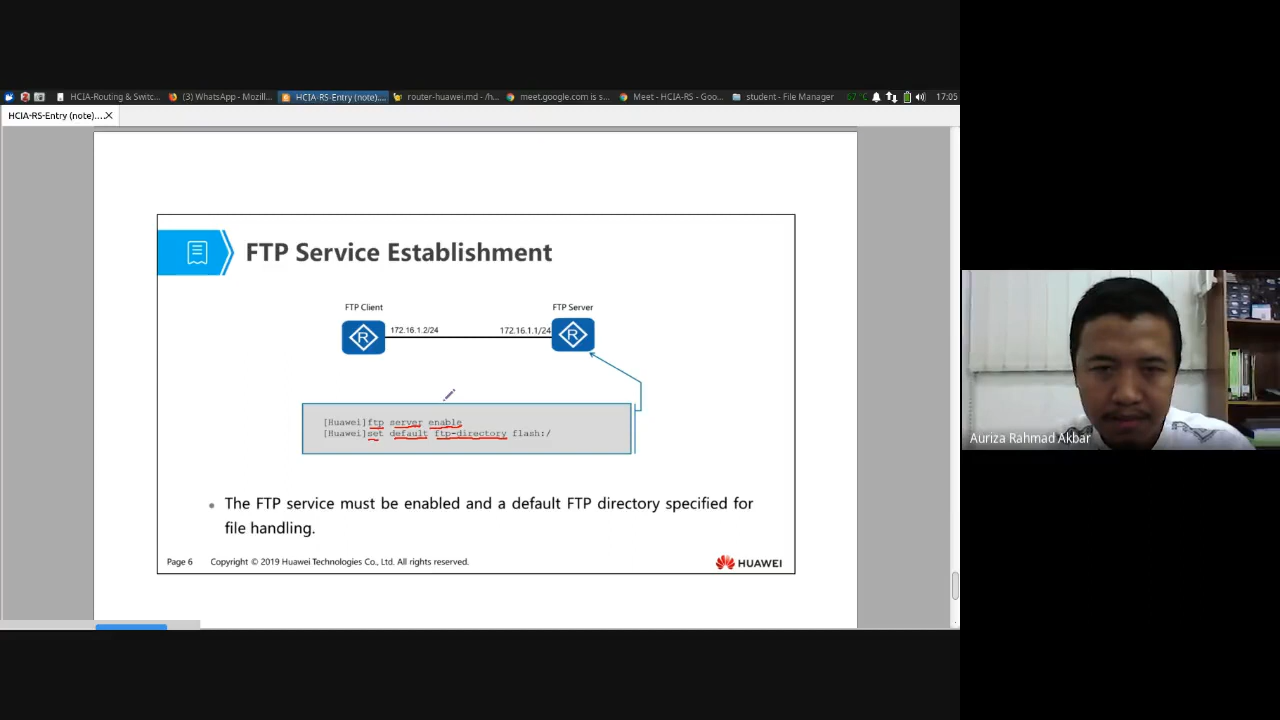 HCIA-Routing & Switc...
(3) WhatsApp - Mozill...
HCIA-RS-Entry (note)....
router-huawei.md - /h...
meet.google.com is s...
Meet - HCIA-RS - Goo...
student - File Manager
67 °C
17:05
HCIA-RS-Entry (note)....
FTP Service Establishment
FTP Client
FTP Server
172.16.1.2/24
172.16.1.1/24
R
R
[Huawei]ftp server enable
[Huawei]set default ftp-directory flash:/
• The FTP service must be enabled and a default FTP directory specified for
file handling.
Page 6 Copyright © 2019 Huawei Technologies Co., Ltd. All rights reserved.
HUAWEI
Auriza Rahmad Akbar